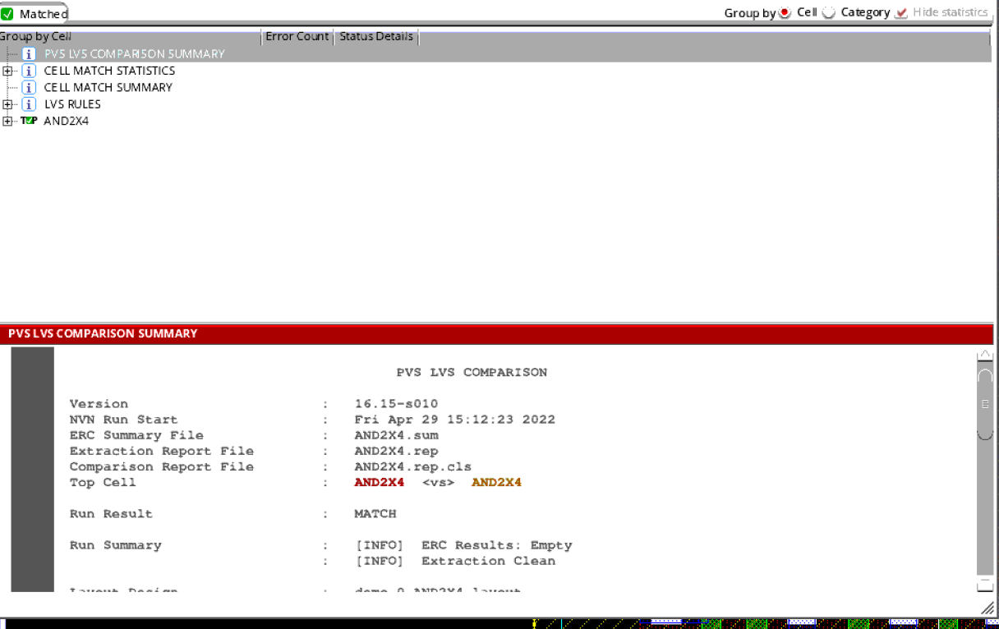 Matched Group by Cell Category Hide statistics
Group by Cell Error Count Status Details
PVS LVS COMPARISON SUMMARY
CELL MATCH STATISTICS
CELL MATCH SUMMARY
LVS RULES
TOP AND2X4
PVS LVS COMPARISON SUMMARY
PVS LVS COMPARISON
Version : 16.15-s010
NVN Run Start : Fri Apr 29 15:12:23 2022
ERC Summary File : AND2X4.sum
Extraction Report File : AND2X4.rep
Comparison Report File : AND2X4.rep.cls
Top Cell : AND2X4 <vs> AND2X4
Run Result : MATCH
Run Summary : [INFO] ERC Results: Empty
: [INFO] Extraction Clean
Layout Design : demo_0 AND2X4 layout